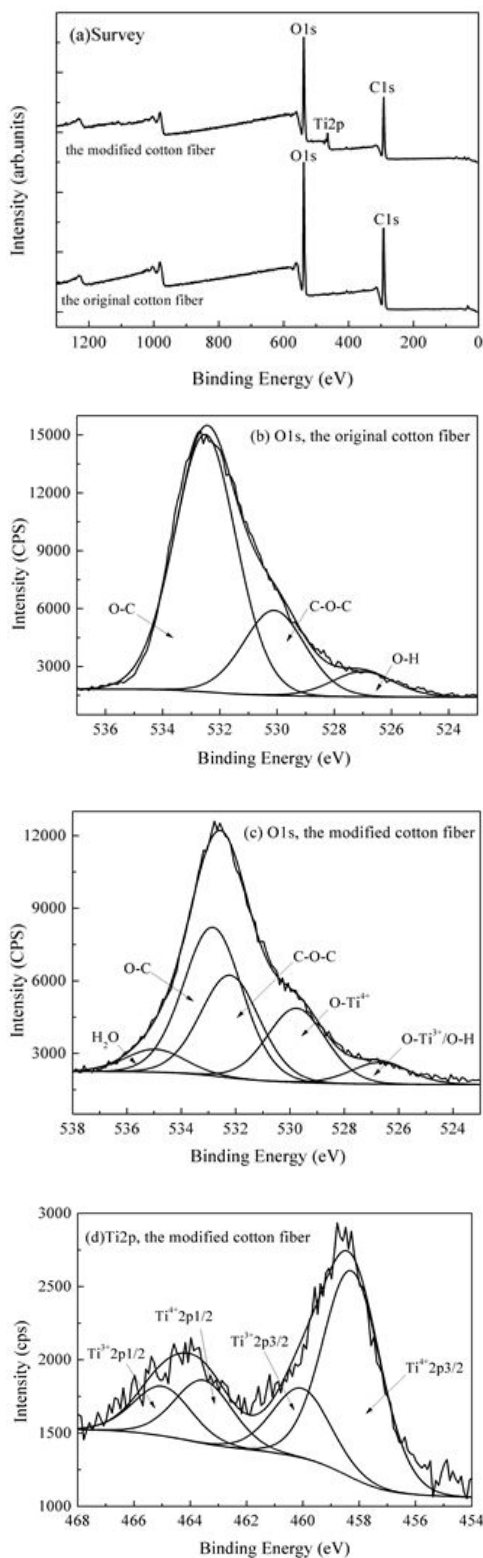 (a)Survey
O1s
C1s
Ti2p
the modified cotton fiber
O1s
C1s
the original cotton fiber
Intensity (arb.units)
1200 1000 800 600 400 200 0
Binding Energy (eV)
(b) O1s, the original cotton fiber
15000
12000
9000
6000
3000
Intensity (CPS)
O-C
C-O-C
O-H
536 534 532 530 528 526 524
Binding Energy (eV)
(c) O1s, the modified cotton fiber
12000
9000
6000
3000
Intensity (CPS)
O-C
C-O-C
O-Ti⁴⁺
H₂O
O-Ti³⁺/O-H
538 536 534 532 530 528 526 524
Binding Energy (eV)
3000
(d)Ti2p, the modified cotton fiber
2500
2000
1500
1000
Intensity (cps)
Ti³⁺2p1/2
Ti⁴⁺2p1/2
Ti³⁺2p3/2
Ti⁴⁺2p3/2
468 466 464 462 460 458 456 454
Binding Energy (eV)